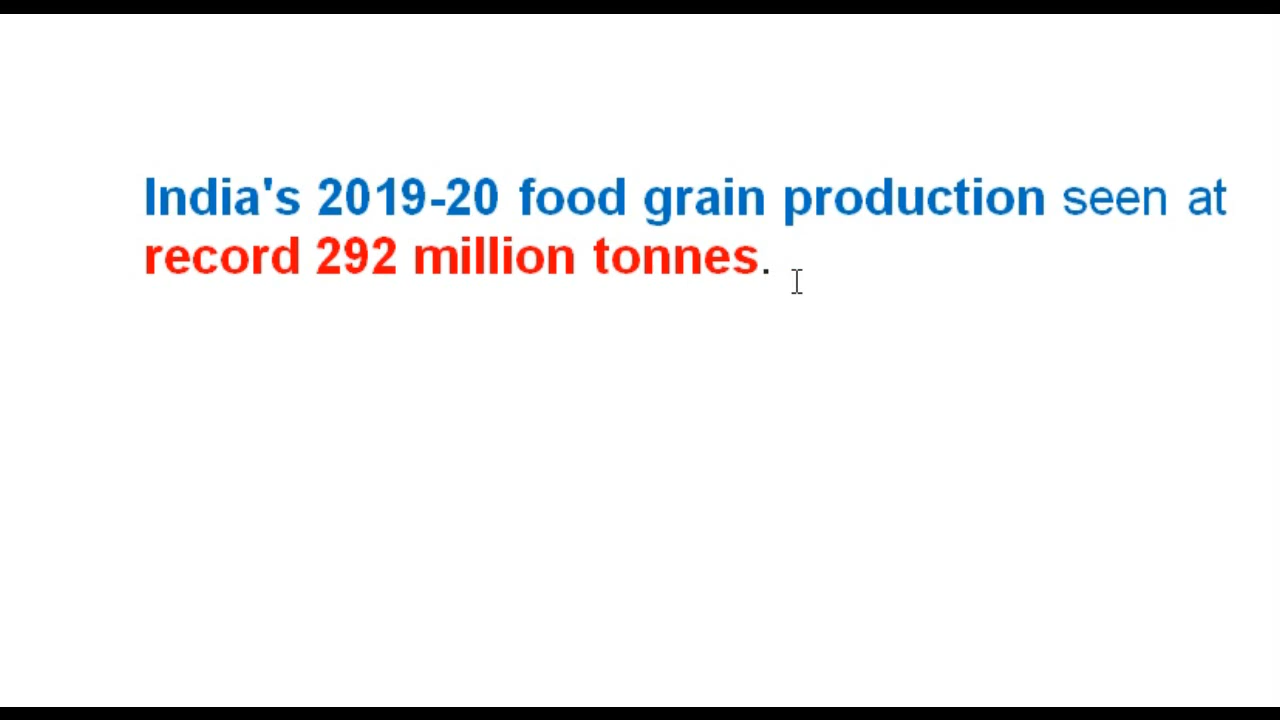 India's 2019-20 food grain production seen at
record 292 million tonnes.